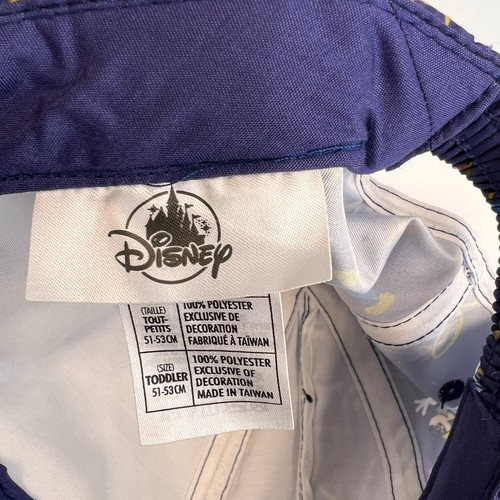 Disney
(TAILLE)
TOUT-
PETITS
51-53CM
100% POLYESTER
EXCLUSIVE DE
DECORATION
FABRIQUÉ À TAÏWAN
(SIZE)
TODDLER
51-53CM
100% POLYESTER
EXCLUSIVE OF
DECORATION
MADE IN TAIWAN